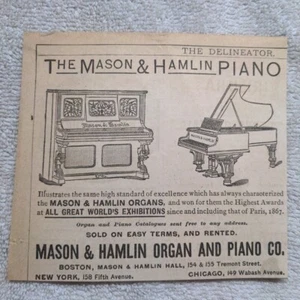 THE DELINEATOR.
THE MASON & HAMLIN PIANO
Mason & Hamlin
Illustrates the same high standard of excellence which has always characterized
the MASON & HAMLIN ORGANS, and won for them the Highest Awards
at ALL GREAT WORLD'S EXHIBITIONS since and including that of Paris, 1867.
Organs and Piano Catalogues sent free to any address.
SOLD ON EASY TERMS, AND RENTED.
MASON & HAMLIN ORGAN AND PIANO CO.
BOSTON, MASON & HAMLIN HALL, 154 & 155 TREMONT STREET.
NEW YORK, 158 FIFTH AVENUE. CHICAGO, 149 WABASH AVENUE.